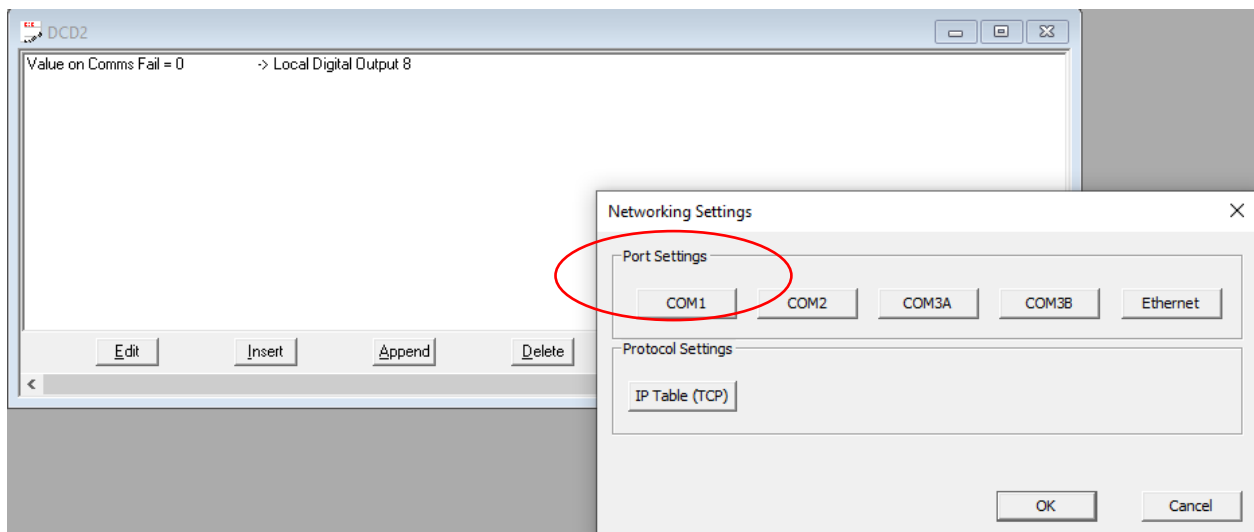 DCD2
Value on Comms Fail = 0 -> Local Digital Output 8
Edit Insert Append Delete
Networking Settings
Port Settings
COM1 COM2 COM3A COM3B Ethernet
Protocol Settings
IP Table (TCP)
OK Cancel